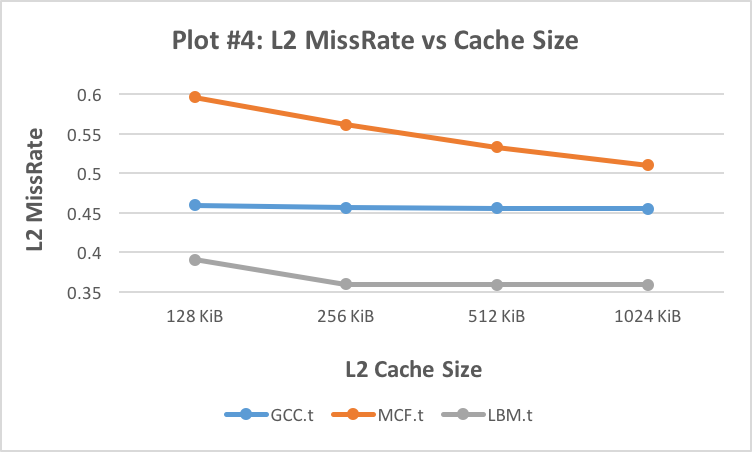 Plot #4: L2 MissRate vs Cache Size
L2 MissRate
0.6
0.55
0.5
0.45
0.4
0.35
128 KiB 256 KiB 512 KiB 1024 KiB
L2 Cache Size
GCC.t MCF.t LBM.t